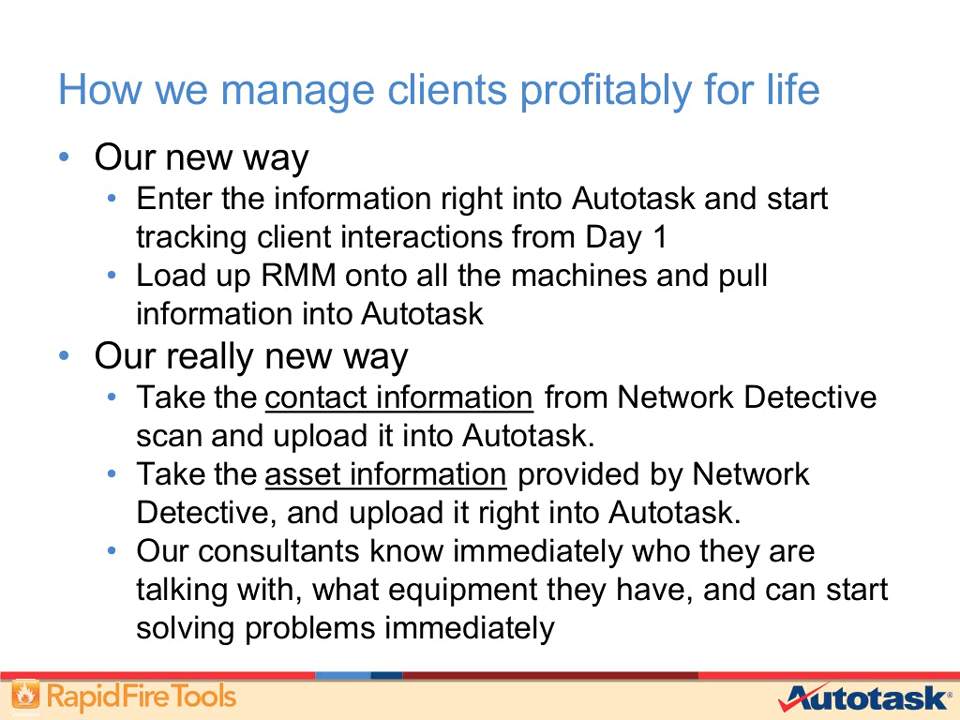 How we manage clients profitably for life
• Our new way
• Enter the information right into Autotask and start
tracking client interactions from Day 1
• Load up RMM onto all the machines and pull
information into Autotask
• Our really new way
• Take the contact information from Network Detective
scan and upload it into Autotask.
• Take the asset information provided by Network
Detective, and upload it right into Autotask.
• Our consultants know immediately who they are
talking with, what equipment they have, and can start
solving problems immediately
RapidFireTools
Autotask®